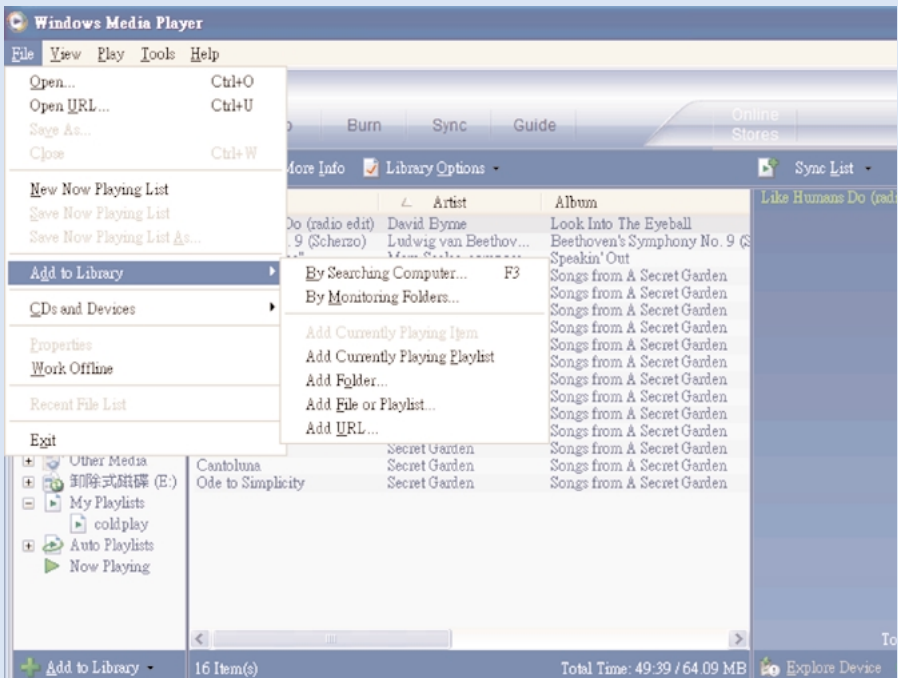 Windows Media Player
File View Play Tools Help
Open... Ctrl+O
Open URL... Ctrl+U
Save As...
Close Ctrl+W
New Now Playing List
Save Now Playing List
Save Now Playing List As...
Add to Library
CDs and Devices
Properties
Work Offline
Recent File List
Exit
By Searching Computer... F3
By Monitoring Folders...
Add Currently Playing Item
Add Currently Playing Playlist
Add Folder...
Add File or Playlist...
Add URL...
Burn Sync Guide
Online
Stores
More Info Library Options Sync List
Artist Album
Like Humans Do (radi
Do (radio edit) David Byrne Look Into The Eyeball
. 9 (Scherzo) Ludwig van Beethov... Beethoven's Symphony No. 9 (S
Speakin' Out
Songs from A Secret Garden
Songs from A Secret Garden
Songs from A Secret Garden
Songs from A Secret Garden
Songs from A Secret Garden
Songs from A Secret Garden
Songs from A Secret Garden
Songs from A Secret Garden
Songs from A Secret Garden
Songs from A Secret Garden
Secret Garden Songs from A Secret Garden
Cantoluna Secret Garden Songs from A Secret Garden
Ode to Simplicity Secret Garden Songs from A Secret Garden
Other Media
卸除式磁碟 (E:)
My Playlists
coldplay
Auto Playlists
Now Playing
To
Add to Library 16 Item(s) Total Time: 49:39 / 64.09 MB Explore Device